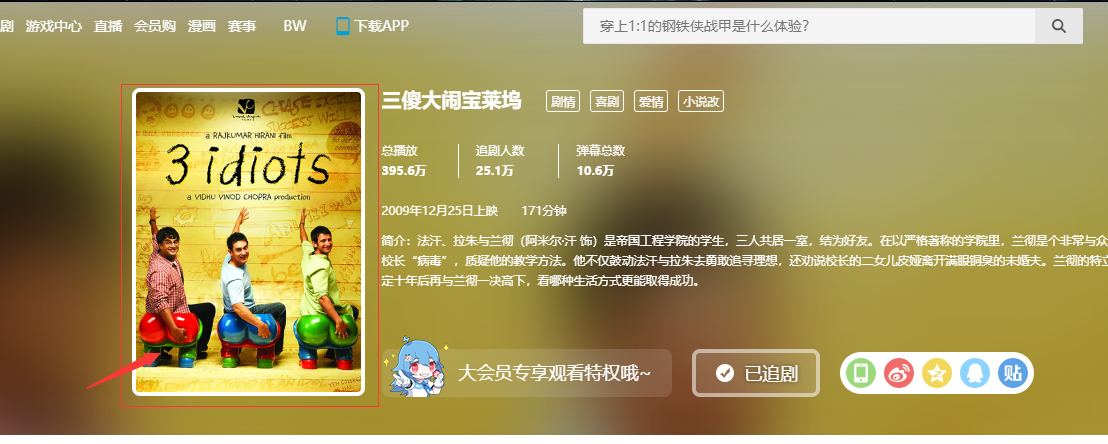 剧 游戏中心 直播 会员购 漫画 赛事 BW 下载APP
穿上1:1的钢铁侠战甲是什么体验?
CHASE EXCEL
SUCCESS WILL
a RAJKUMAR HIRANI film
3 idiots
a VIDHU VINOD CHOPRA production
三傻大闹宝莱坞 剧情 喜剧 爱情 小说改
总播放 追剧人数 弹幕总数
395.6万 25.1万 10.6万
2009年12月25日上映 171分钟
简介：法汗、拉朱与兰彻（阿米尔·汗 饰）是帝国工程学院的学生，三人共居一室，结为好友。在以严格著称的学院里，兰彻是个非常与众
校长“病毒”，质疑他的教学方法。他不仅鼓动法汗与拉朱去勇敢追寻理想，还劝说校长的二女儿皮娅离开满眼铜臭的未婚夫。兰彻的特立
定十年后再与兰彻一决高下，看哪种生活方式更能取得成功。
大会员专享观看特权哦~ 已追剧 贴